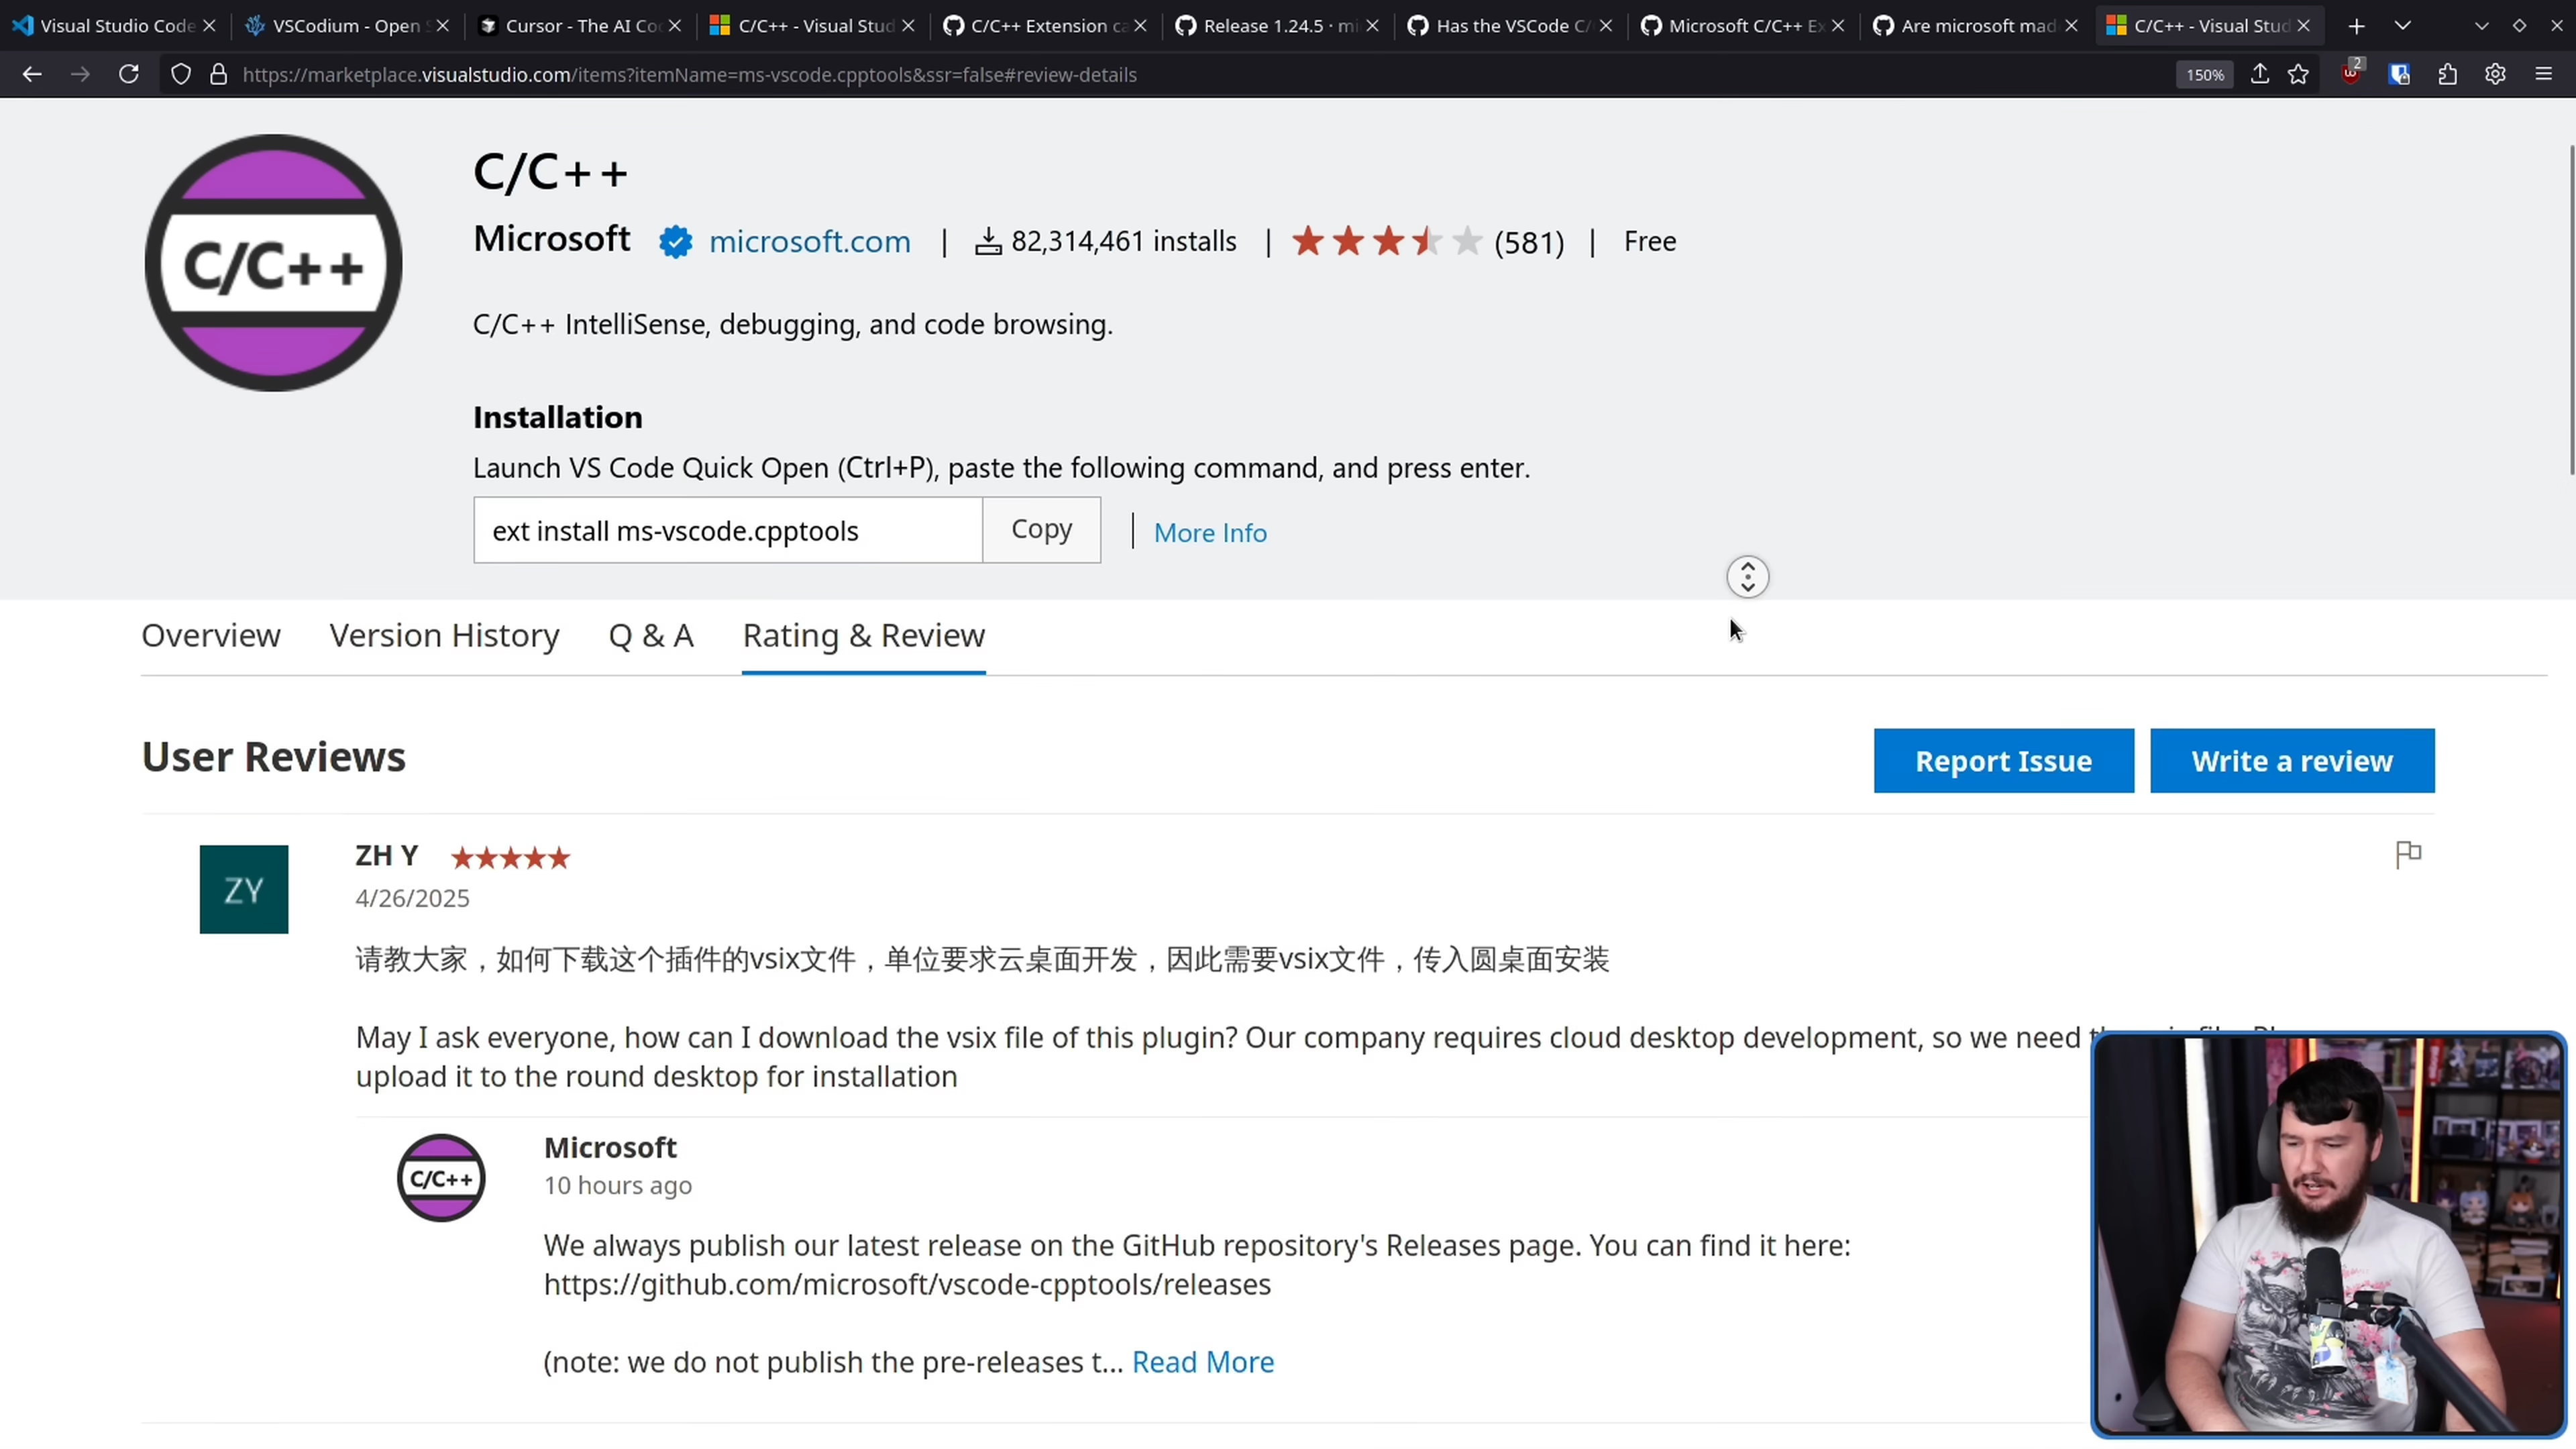 Visual Studio Code
VSCodium - Open
Cursor - The AI Co
C/C++ - Visual Stud
C/C++ Extension ca
Release 1.24.5 · mi
Has the VSCode C/
Microsoft C/C++ Ex
Are microsoft mad
C/C++ - Visual Stud
https://marketplace.visualstudio.com/items?itemName=ms-vscode.cpptools&ssr=false#review-details
150%
2
C/C++
C/C++
Microsoft microsoft.com | 82,314,461 installs | (581) | Free
C/C++ IntelliSense, debugging, and code browsing.
Installation
Launch VS Code Quick Open (Ctrl+P), paste the following command, and press enter.
ext install ms-vscode.cpptools Copy | More Info
Overview Version History Q & A Rating & Review
User Reviews
Report Issue Write a review
ZY
ZH Y
4/26/2025
请教大家，如何下载这个插件的vsix文件，单位要求云桌面开发，因此需要vsix文件，传入圆桌面安装
May I ask everyone, how can I download the vsix file of this plugin? Our company requires cloud desktop development, so we need
upload it to the round desktop for installation
C/C++
Microsoft
10 hours ago
We always publish our latest release on the GitHub repository's Releases page. You can find it here:
https://github.com/microsoft/vscode-cpptools/releases
(note: we do not publish the pre-releases t... Read More